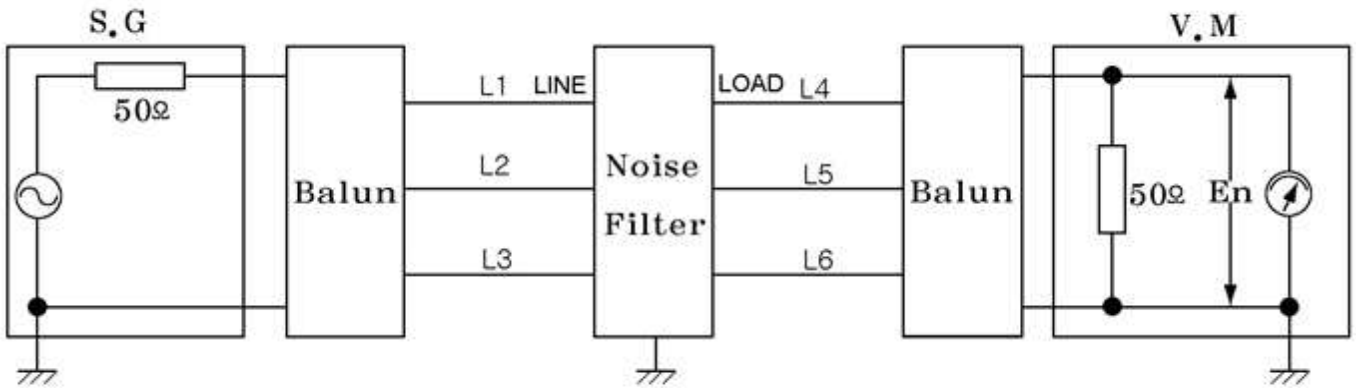 S.G
V.M
50Ω
L1 LINE
LOAD L4
Balun
L2
Noise
Filter
L5
Balun
50Ω
En
L3
L6